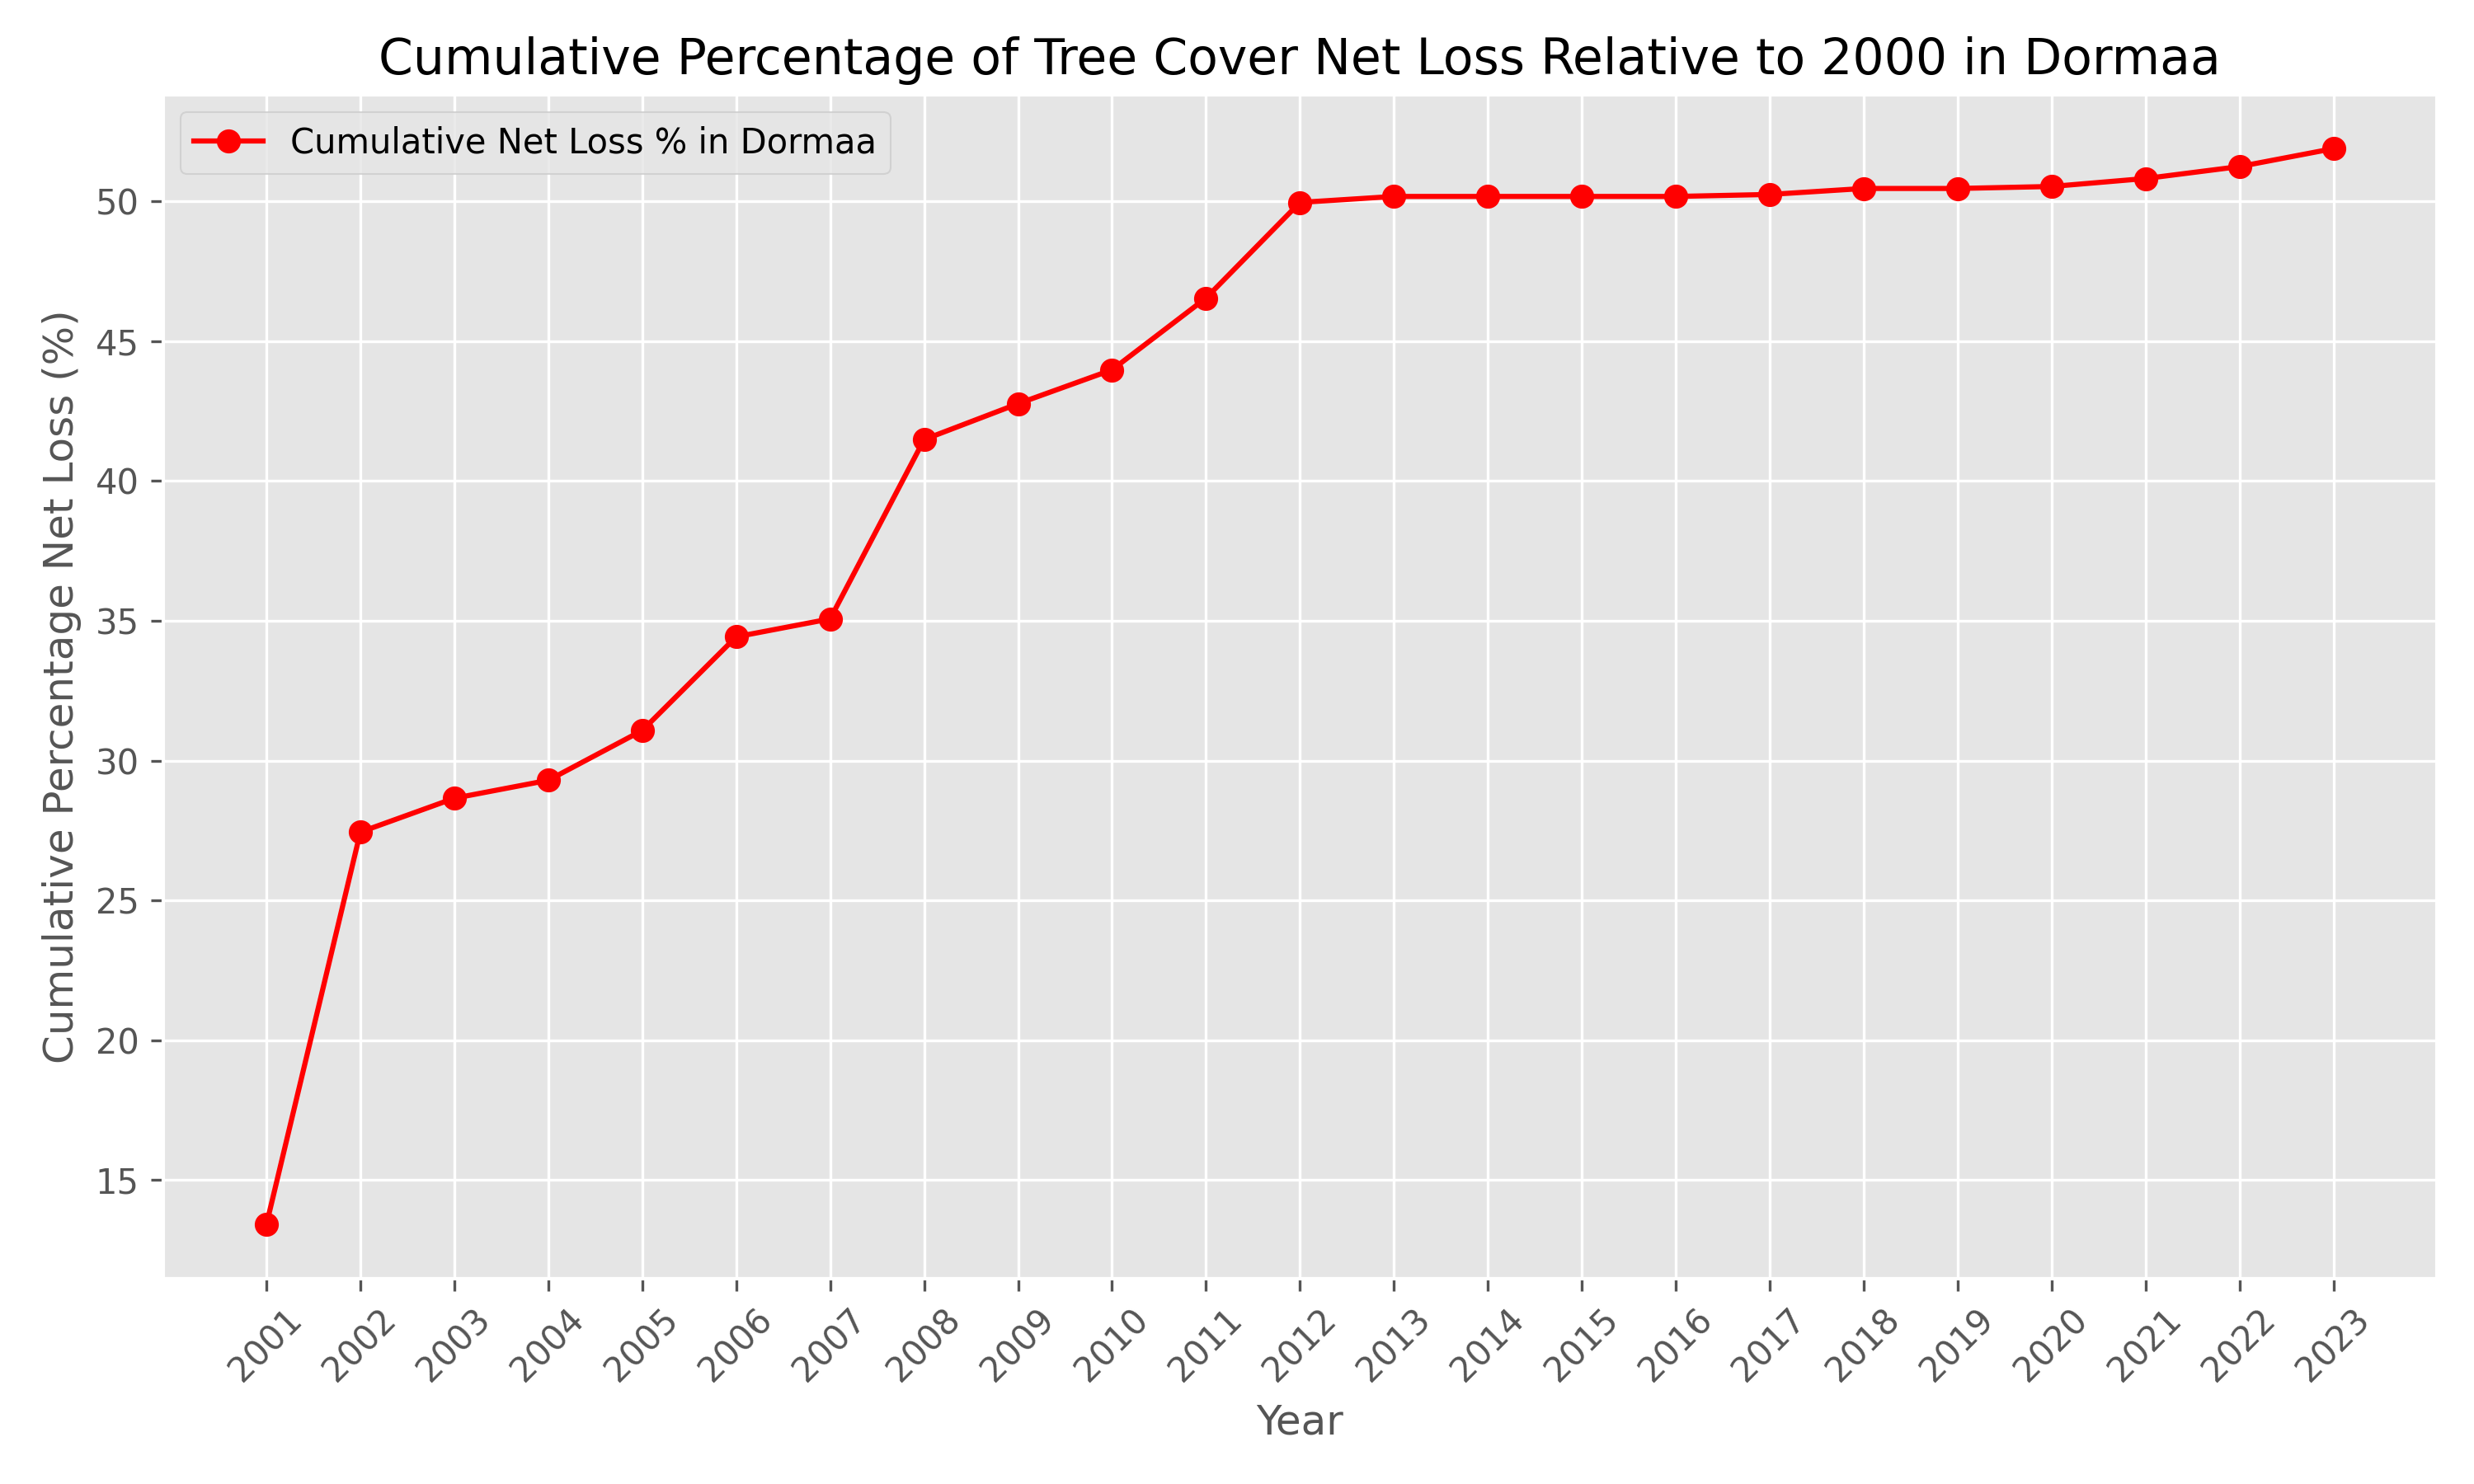 Cumulative Percentage of Tree Cover Net Loss Relative to 2000 in Dormaa
Cumulative Net Loss % in Dormaa
Cumulative Percentage Net Loss (%)
50
45
40
35
30
25
20
15
2001 2002 2003 2004 2005 2006 2007 2008 2009 2010 2011 2012 2013 2014 2015 2016 2017 2018 2019 2020 2021 2022 2023
Year